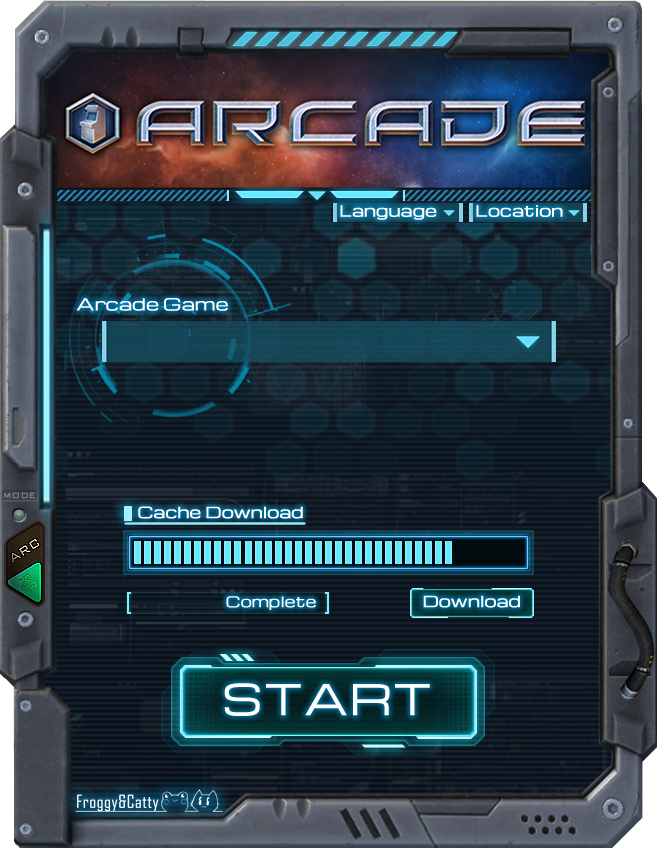 ARCADE
Language
Location
Arcade Game
MODE
ARC
Cache Download
Complete
Download
START
Froggy&Catty